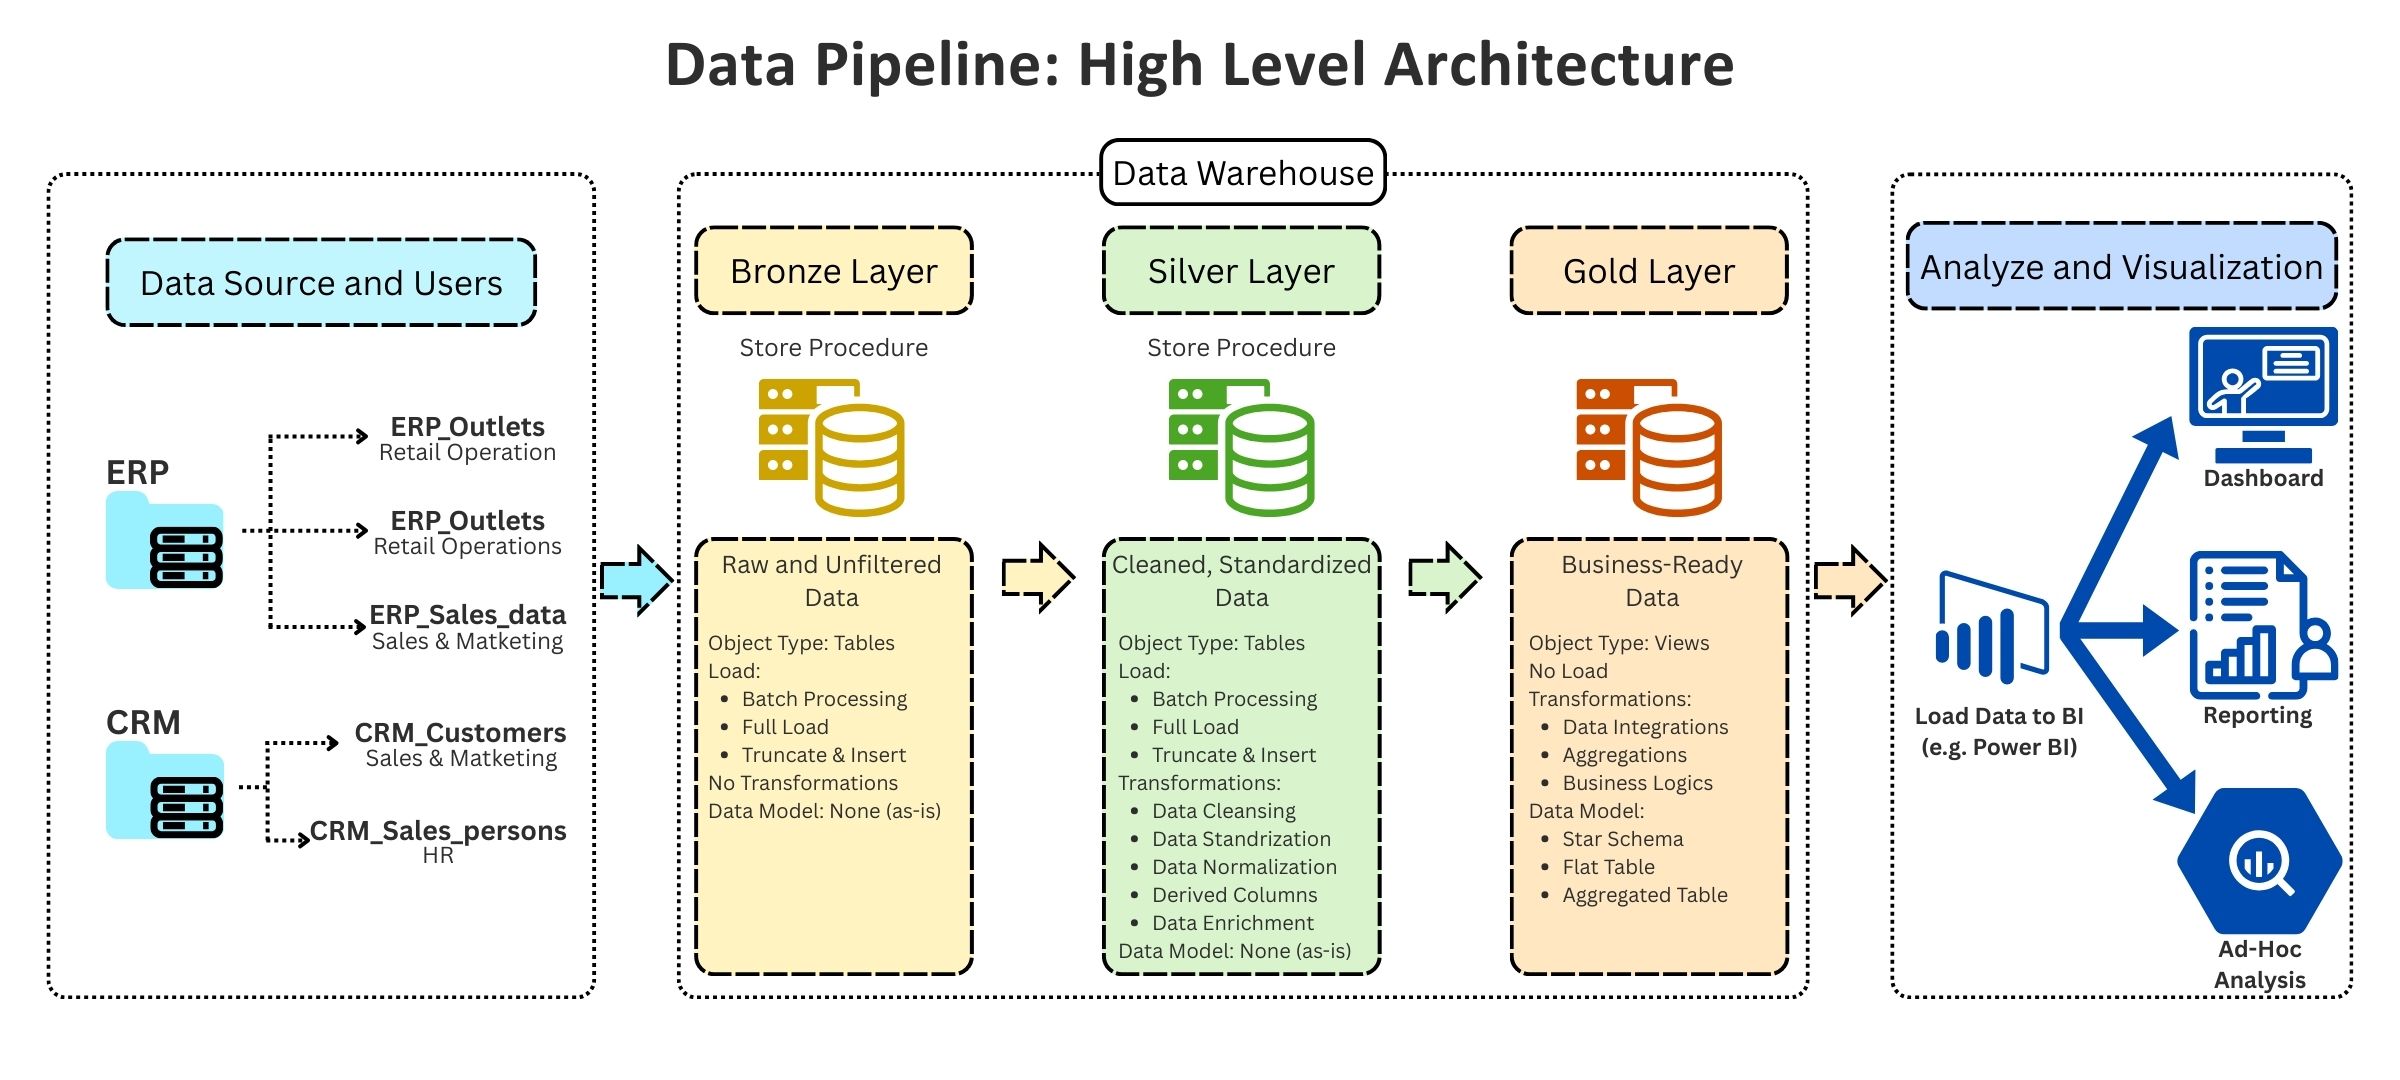 Data Pipeline: High Level Architecture
Data Source and Users
ERP
ERP_Outlets
Retail Operation
ERP_Outlets
Retail Operations
ERP_Sales_data
Sales & Matketing
CRM
CRM_Customers
Sales & Matketing
CRM_Sales_persons
HR
Data Warehouse
Bronze Layer
Store Procedure
Raw and Unfiltered
Data
Object Type: Tables
Load:
• Batch Processing
• Full Load
• Truncate & Insert
No Transformations
Data Model: None (as-is)
Silver Layer
Store Procedure
Cleaned, Standardized
Data
Object Type: Tables
Load:
• Batch Processing
• Full Load
• Truncate & Insert
Transformations:
• Data Cleansing
• Data Standrization
• Data Normalization
• Derived Columns
• Data Enrichment
Data Model: None (as-is)
Gold Layer
Business-Ready
Data
Object Type: Views
No Load
Transformations:
• Data Integrations
• Aggregations
• Business Logics
Data Model:
• Star Schema
• Flat Table
• Aggregated Table
Analyze and Visualization
Load Data to BI
(e.g. Power BI)
Dashboard
Reporting
Ad-Hoc
Analysis